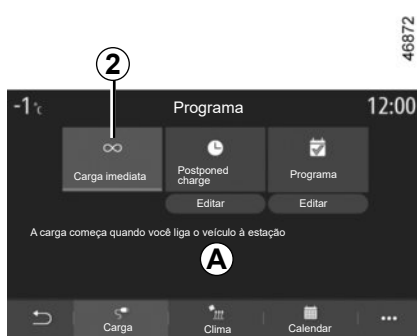 46872
2
-1°c Programa 12:00
∞
Carga imediata
Postponed
charge
Programa
Editar Editar
A carga começa quando você liga o veículo à estação
A
Carga Clima Calendar ...